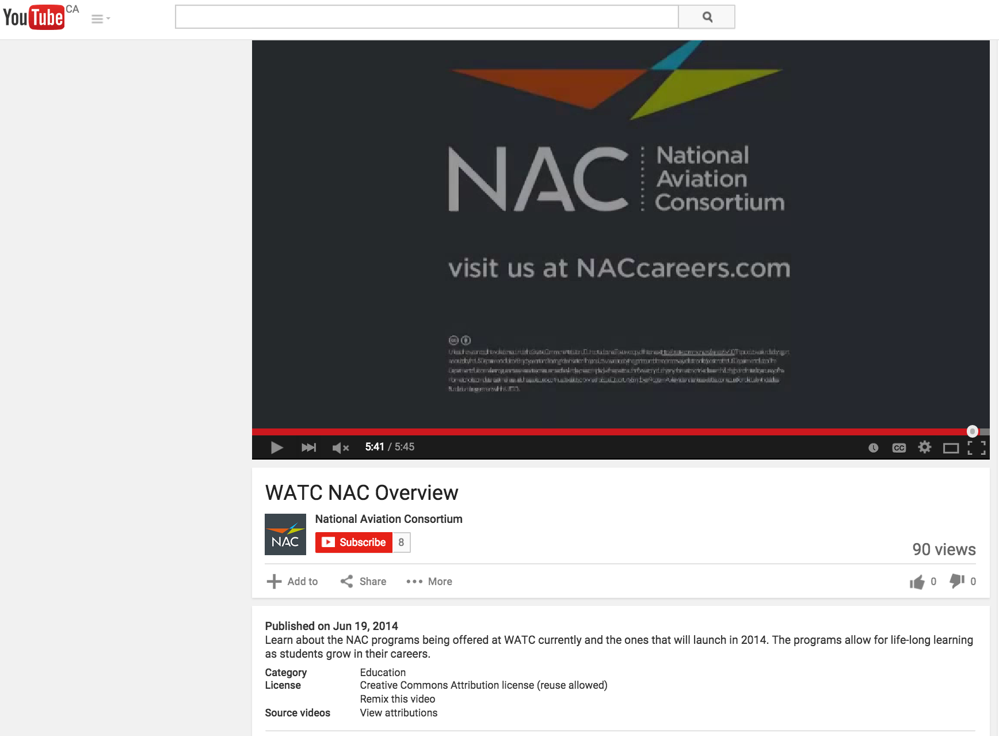 YouTube CA
NAC National
Aviation
Consortium
visit us at NACcareers.com
5:41 / 5:45
CC
WATC NAC Overview
NAC
National Aviation Consortium
Subscribe 8
90 views
Add to Share More 0 0
Published on Jun 19, 2014
Learn about the NAC programs being offered at WATC currently and the ones that will launch in 2014. The programs allow for life-long learning
as students grow in their careers.
Category Education
License Creative Commons Attribution license (reuse allowed)
Remix this video
Source videos View attributions